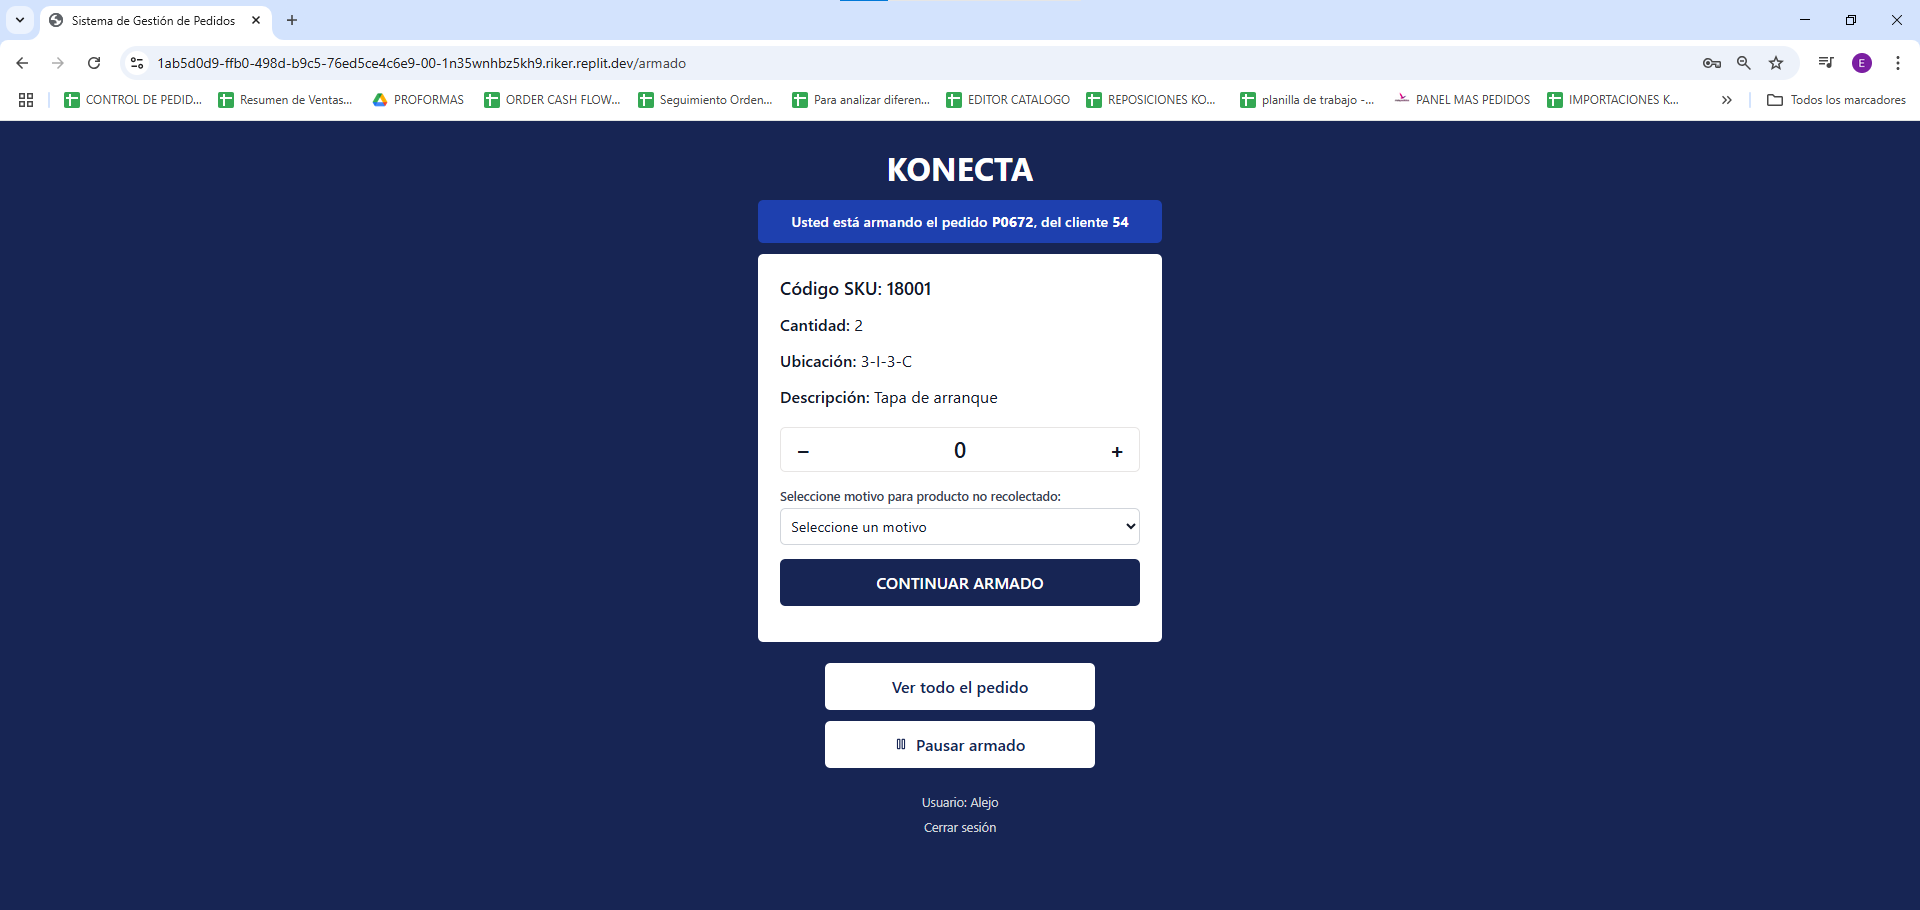 Sistema de Gestión de Pedidos
1ab5d0d9-ffb0-498d-b9c5-76ed5ce4c6e9-00-1n35wnhbz5kh9.riker.replit.dev/armado
E
CONTROL DE PEDID...
Resumen de Ventas...
PROFORMAS
ORDER CASH FLOW...
Seguimiento Orden...
Para analizar diferen...
EDITOR CATALOGO
REPOSICIONES KO...
planilla de trabajo -...
PANEL MAS PEDIDOS
IMPORTACIONES K...
Todos los marcadores
KONECTA
Usted está armando el pedido P0672, del cliente 54
Código SKU: 18001
Cantidad: 2
Ubicación: 3-I-3-C
Descripción: Tapa de arranque
− 0 +
Seleccione motivo para producto no recolectado:
Seleccione un motivo
CONTINUAR ARMADO
Ver todo el pedido
Pausar armado
Usuario: Alejo
Cerrar sesión